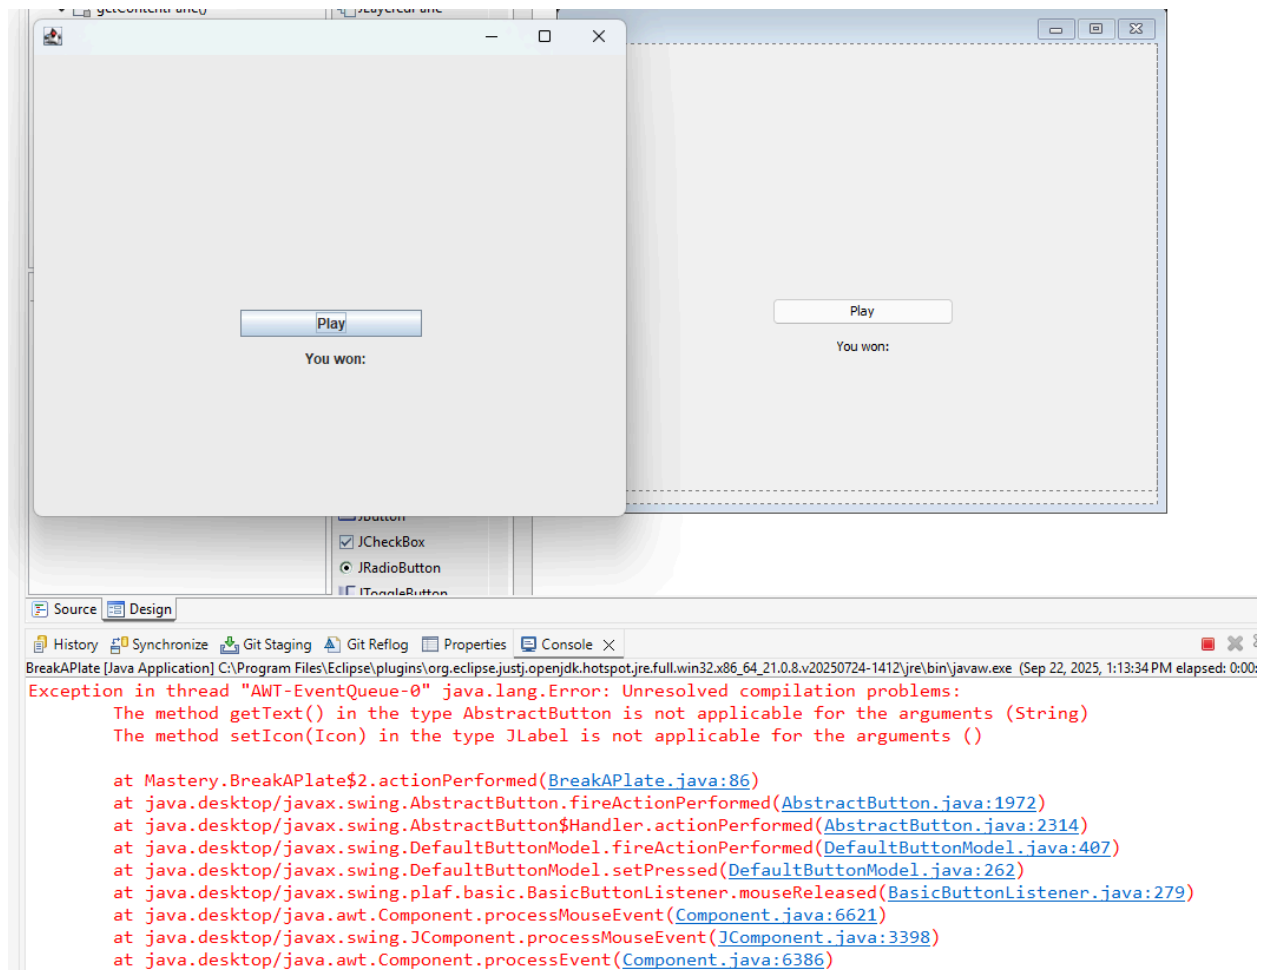 getContentPane()
JLayeredPane
Play
You won:
Play
You won:
JButton
JCheckBox
JRadioButton
JToggleButton
Source Design
History Synchronize Git Staging Git Reflog Properties Console
BreakAPlate [Java Application] C:\Program Files\Eclipse\plugins\org.eclipse.justj.openjdk.hotspot.jre.full.win32.x86_64_21.0.8.v20250724-1412\jre\bin\javaw.exe (Sep 22, 2025, 1:13:34 PM elapsed: 0:00:
Exception in thread "AWT-EventQueue-0" java.lang.Error: Unresolved compilation problems:
The method getText() in the type AbstractButton is not applicable for the arguments (String)
The method setIcon(Icon) in the type JLabel is not applicable for the arguments ()
at Mastery.BreakAPlate$2.actionPerformed(BreakAPlate.java:86)
at java.desktop/javax.swing.AbstractButton.fireActionPerformed(AbstractButton.java:1972)
at java.desktop/javax.swing.AbstractButton$Handler.actionPerformed(AbstractButton.java:2314)
at java.desktop/javax.swing.DefaultButtonModel.fireActionPerformed(DefaultButtonModel.java:407)
at java.desktop/javax.swing.DefaultButtonModel.setPressed(DefaultButtonModel.java:262)
at java.desktop/javax.swing.plaf.basic.BasicButtonListener.mouseReleased(BasicButtonListener.java:279)
at java.desktop/java.awt.Component.processMouseEvent(Component.java:6621)
at java.desktop/javax.swing.JComponent.processMouseEvent(JComponent.java:3398)
at java.desktop/java.awt.Component.processEvent(Component.java:6386)